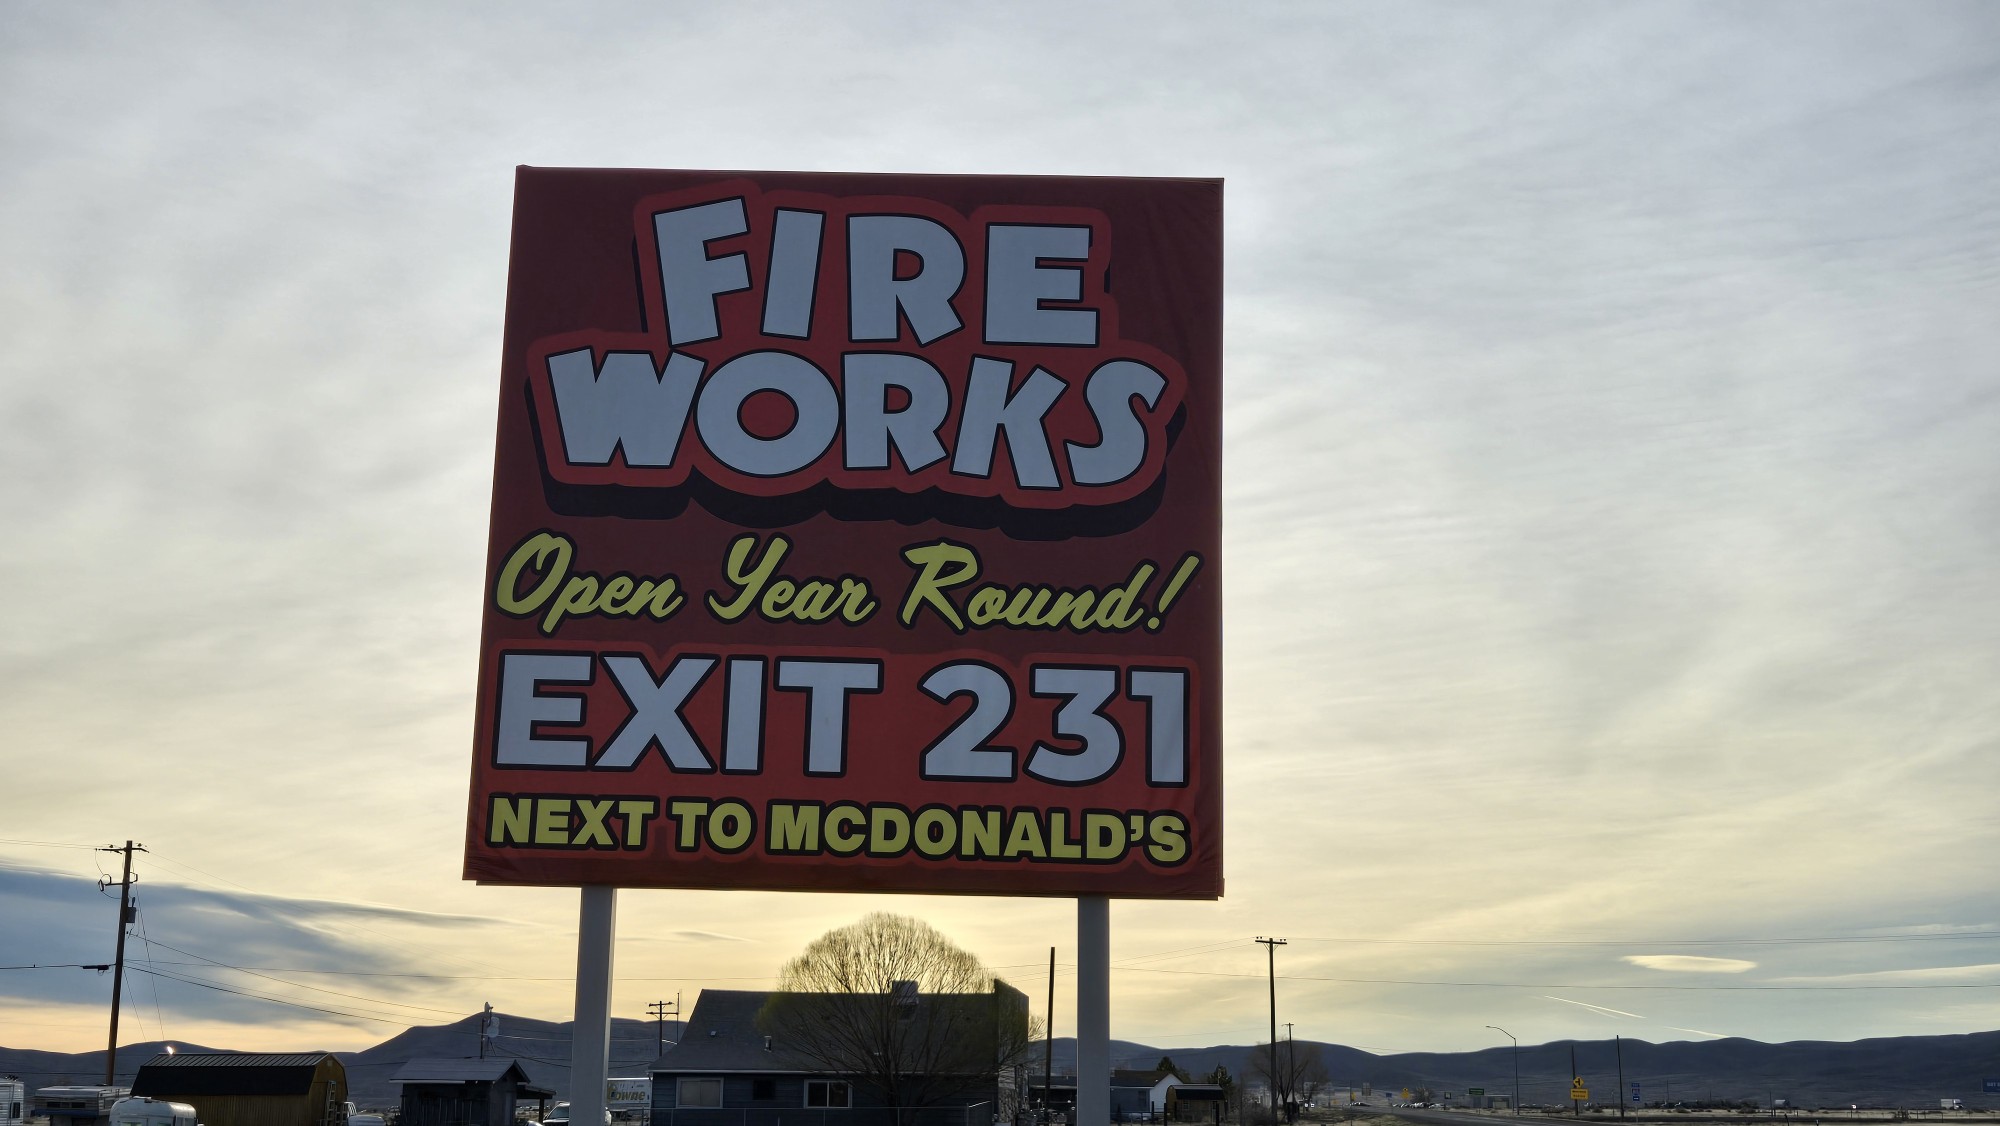 FIRE
WORKS
Open Year Round!
EXIT 231
NEXT TO MCDONALD'S